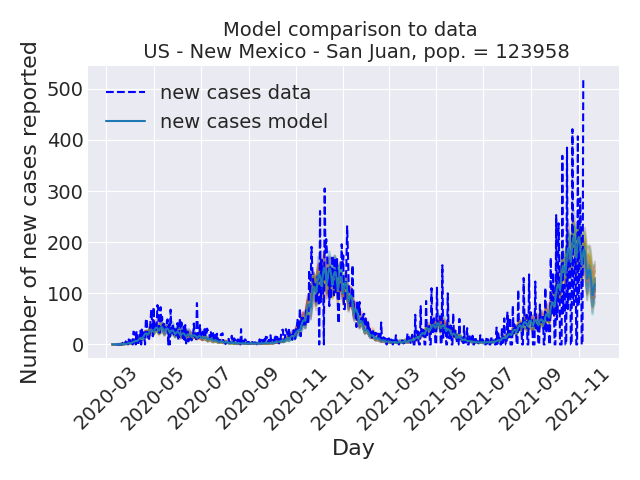 Model comparison to data
US - New Mexico - San Juan, pop. = 123958
Number of new cases reported
500
400
300
200
100
0
new cases data
new cases model
2020-03
2020-05
2020-07
2020-09
2020-11
2021-01
2021-03
2021-05
2021-07
2021-09
2021-11
Day